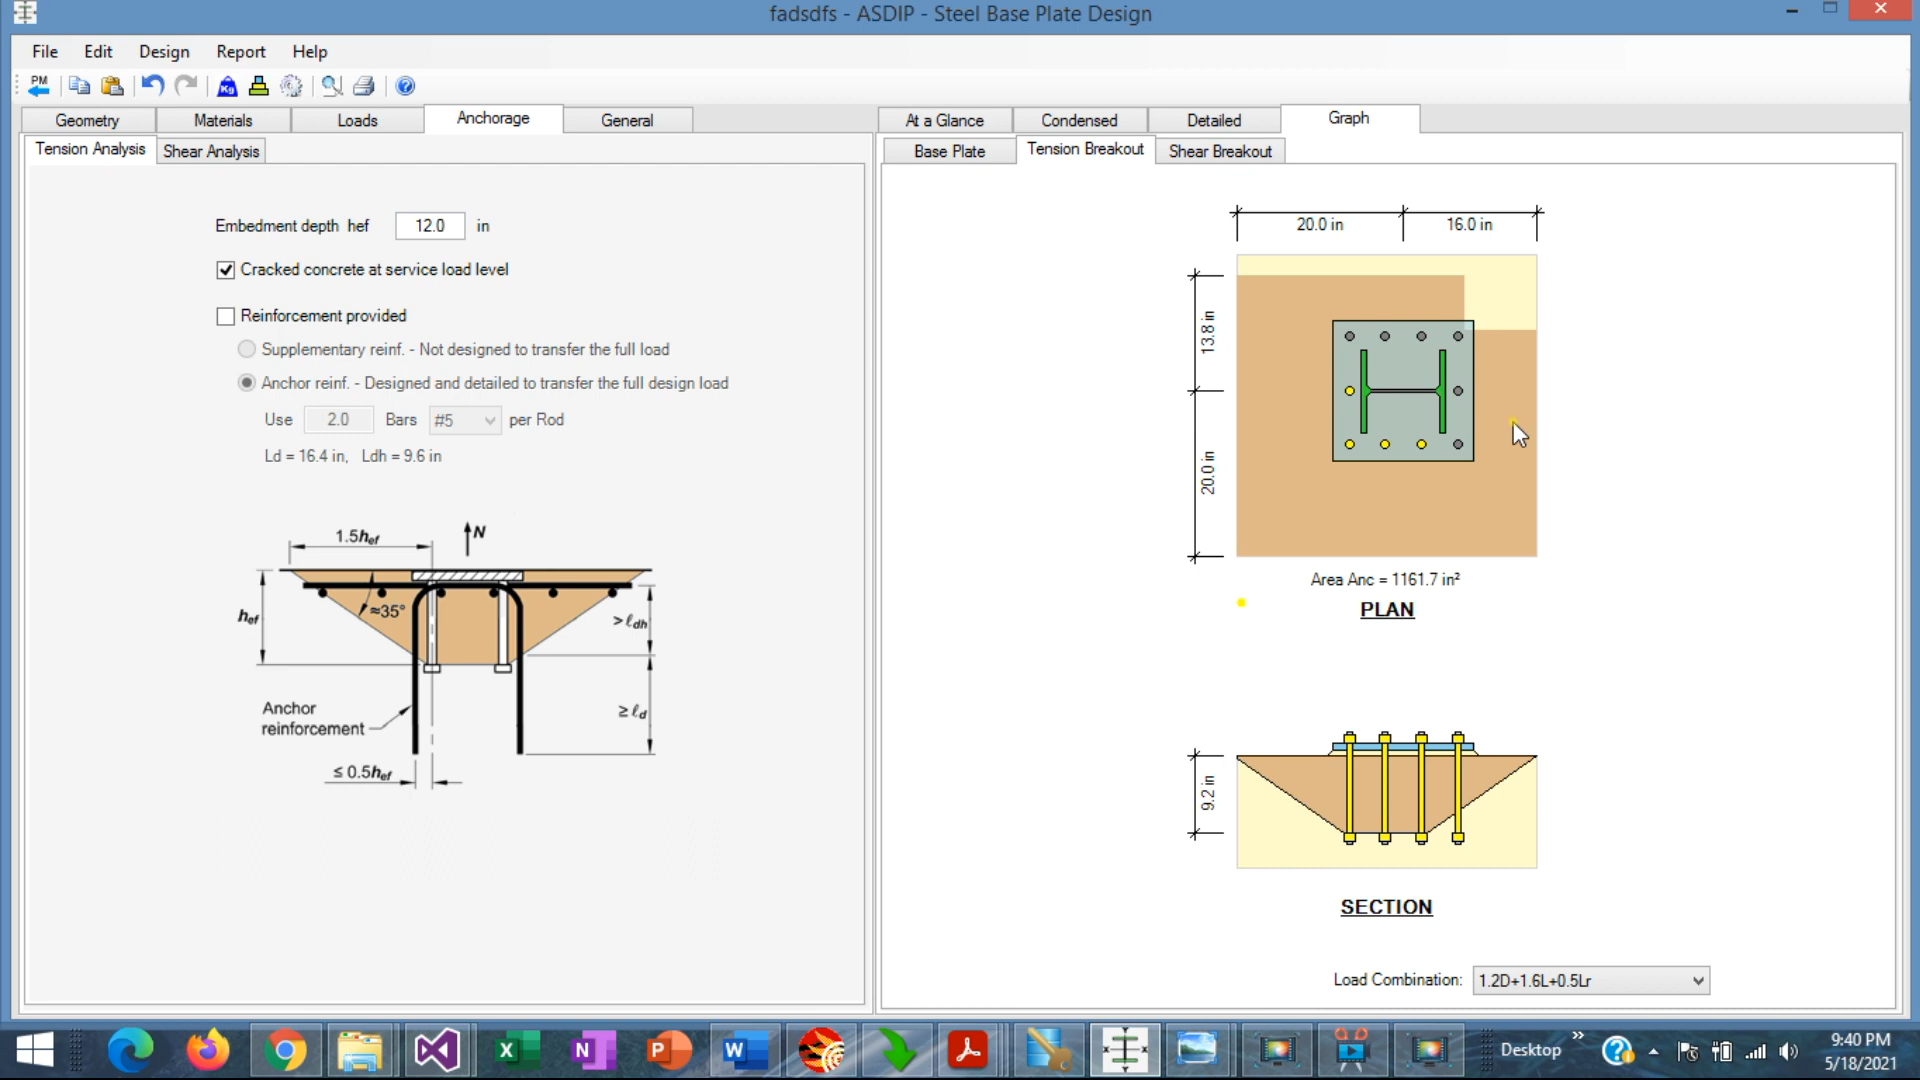 fadsdfs - ASDIP - Steel Base Plate Design
File Edit Design Report Help
PM Kg
Geometry Materials Loads Anchorage General
Tension Analysis Shear Analysis
Embedment depth hef 12.0 in
Cracked concrete at service load level
Reinforcement provided
Supplementary reinf. - Not designed to transfer the full load
Anchor reinf. - Designed and detailed to transfer the full design load
Use 2.0 Bars #5 per Rod
Ld = 16.4 in, Ldh = 9.6 in
1.5hef
N
≈35°
hef
>ℓdh
Anchor
reinforcement
≥ℓd
≤ 0.5hef
At a Glance Condensed Detailed Graph
Base Plate Tension Breakout Shear Breakout
20.0 in 16.0 in
13.8 in
20.0 in
Area Anc = 1161.7 in²
PLAN
9.2 in
SECTION
Load Combination: 1.2D+1.6L+0.5Lr
Desktop
9:40 PM
5/18/2021